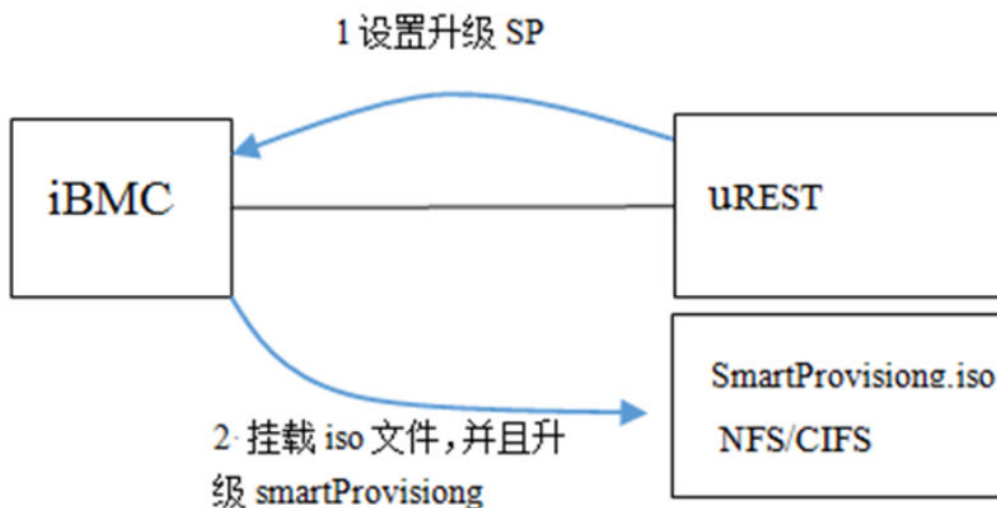 1 设置升级 SP
iBMC
uREST
SmartProvisiong.iso
NFS/CIFS
2 挂载 iso 文件，并且升
级 smartProvisiong